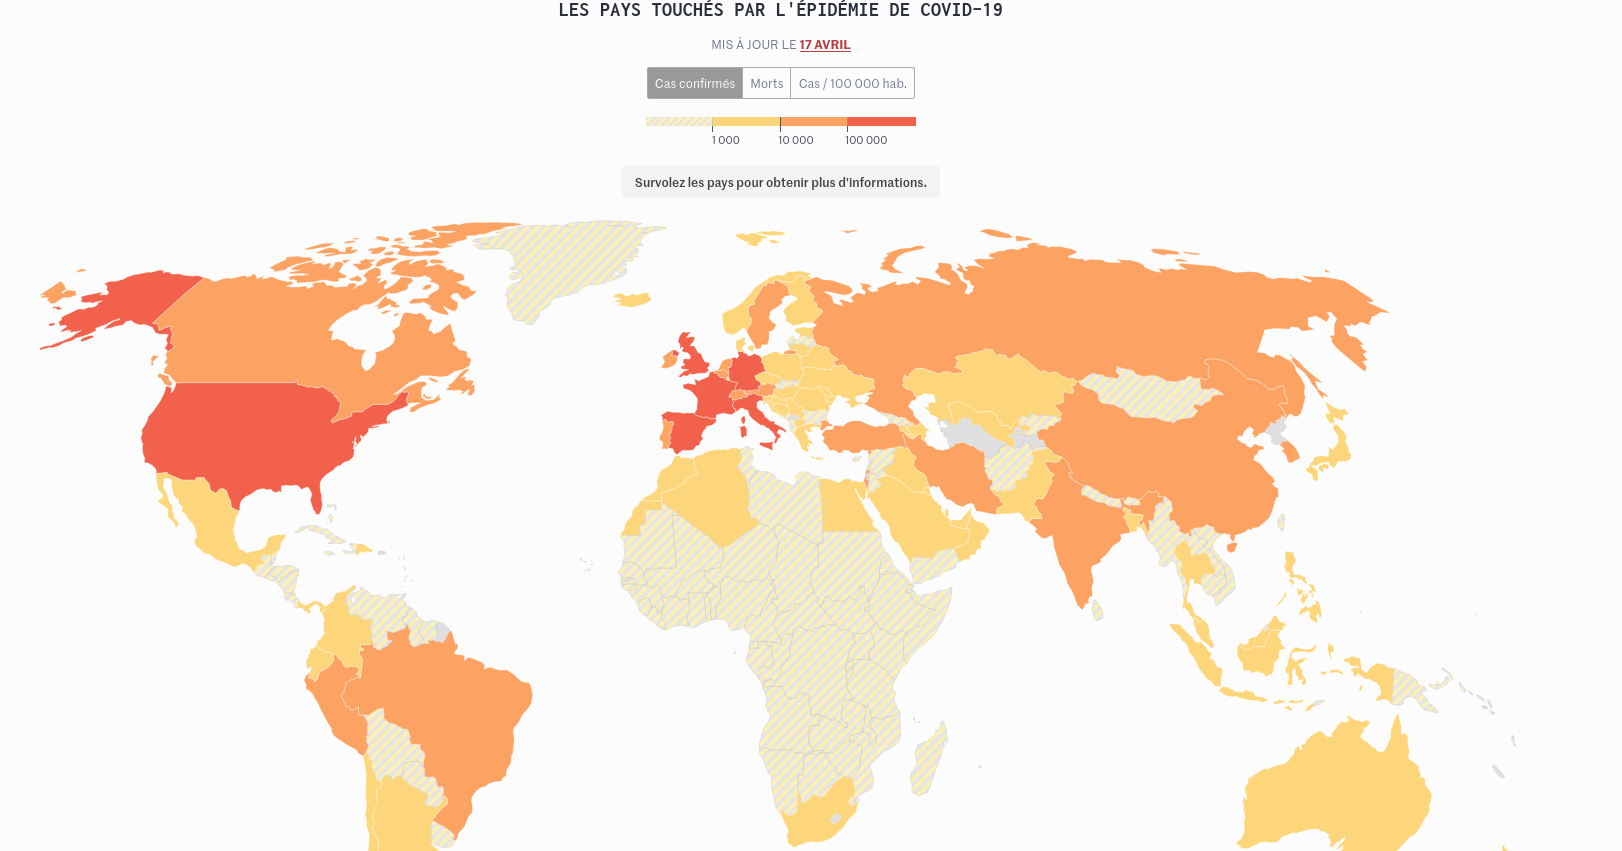 LES PAYS TOUCHÉS PAR L'ÉPIDÉMIE DE COVID-19
MIS À JOUR LE 17 AVRIL
Cas confirmés Morts Cas / 100 000 hab.
1 000 10 000 100 000
Survolez les pays pour obtenir plus d'informations.